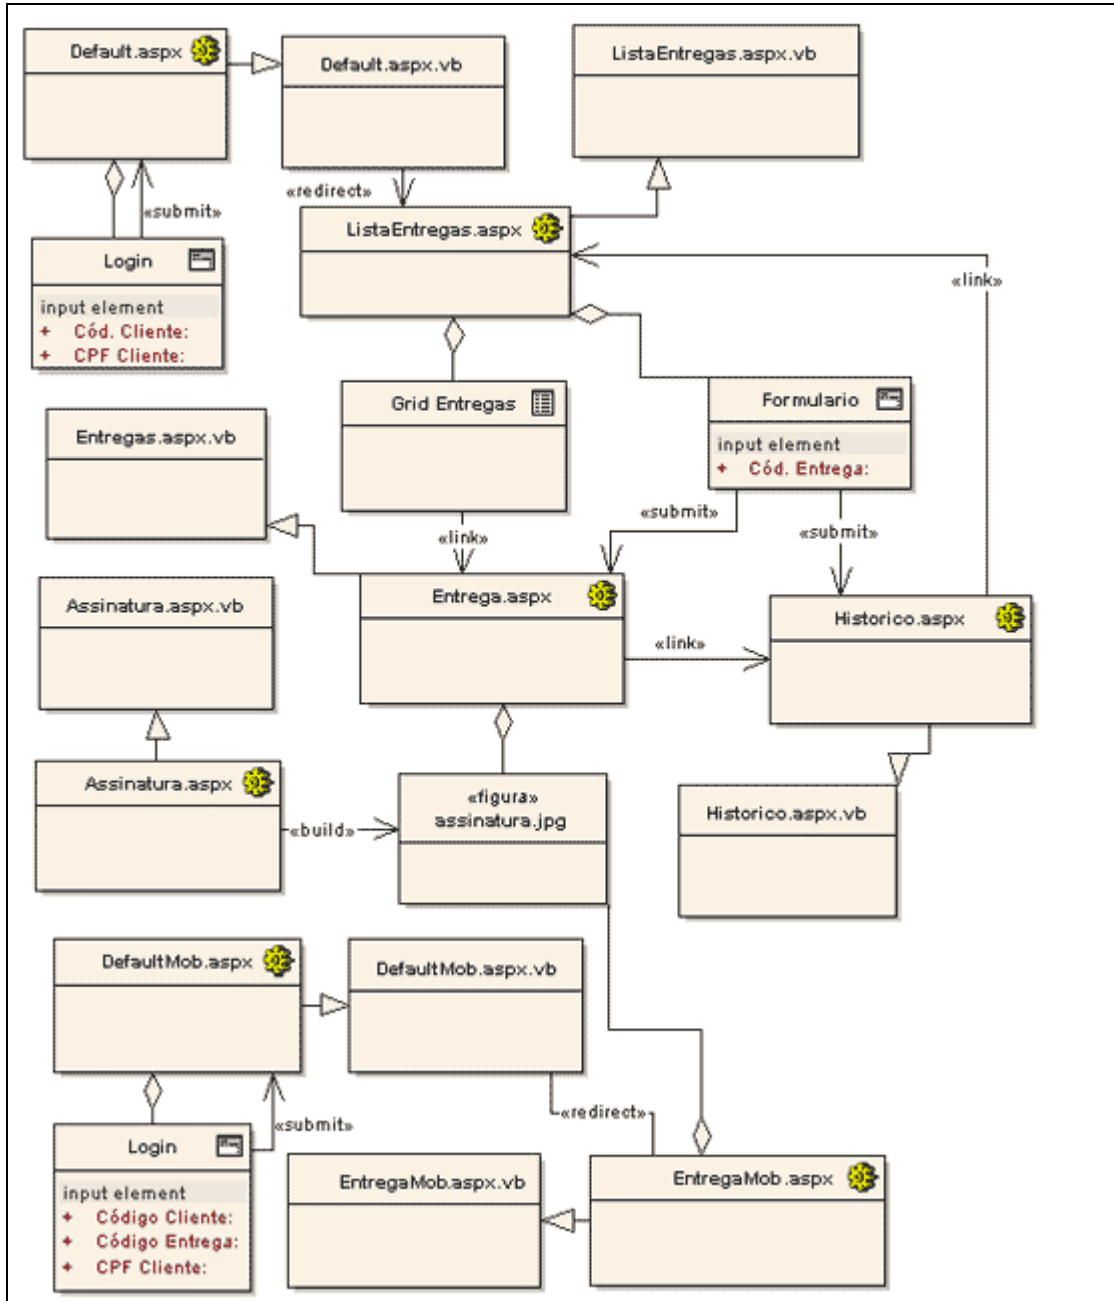 Default.aspx
Default.aspx.vb
ListaEntregas.aspx.vb
«redirect»
«submit»
ListaEntregas.aspx
Login
input element
+ Cód. Cliente:
+ CPF Cliente:
«link»
Grid Entregas
Formulario
input element
+ Cód. Entrega:
Entregas.aspx.vb
«submit»
«link»
«submit»
Assinatura.aspx.vb
Entrega.aspx
Historico.aspx
«link»
Assinatura.aspx
«figura»
assinatura.jpg
«build»
Historico.aspx.vb
DefaultMob.aspx
DefaultMob.aspx.vb
«redirect»
«submit»
Login
input element
+ Código Cliente:
+ Código Entrega:
+ CPF Cliente:
EntregaMob.aspx.vb
EntregaMob.aspx